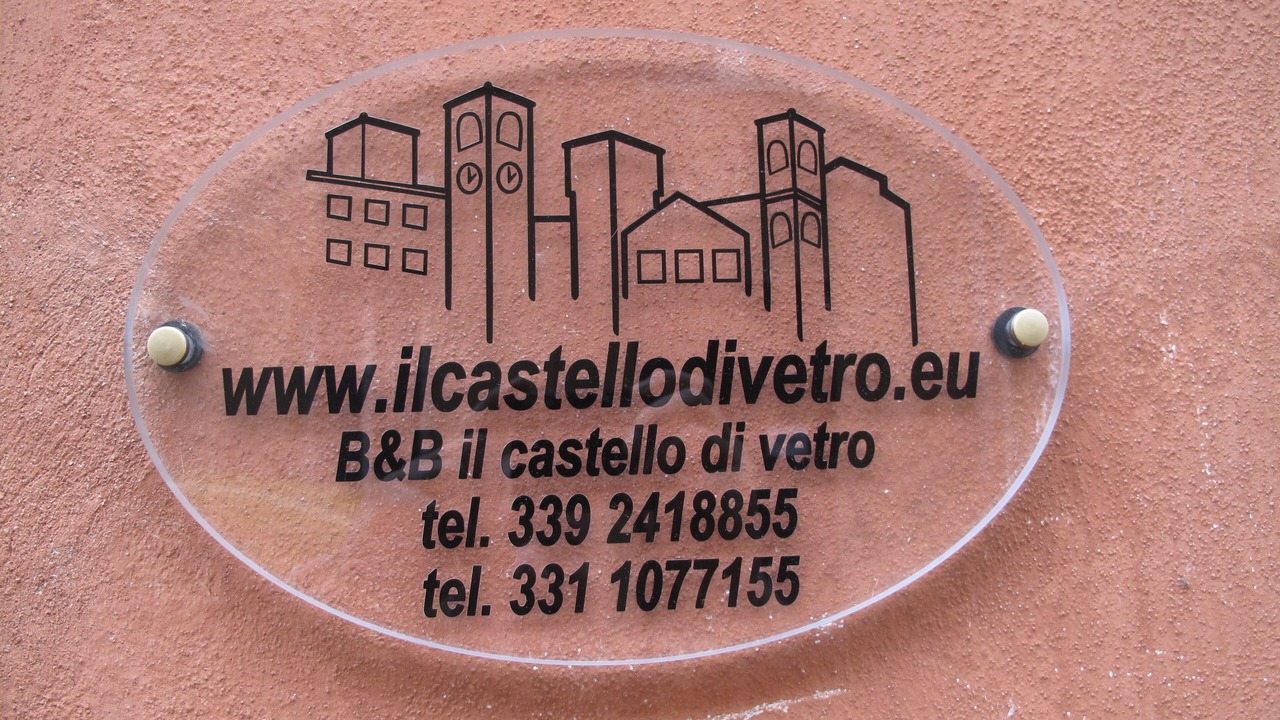 www.ilcastellodivetro.eu
B&B il castello di vetro
tel. 339 2418855
tel. 331 1077155